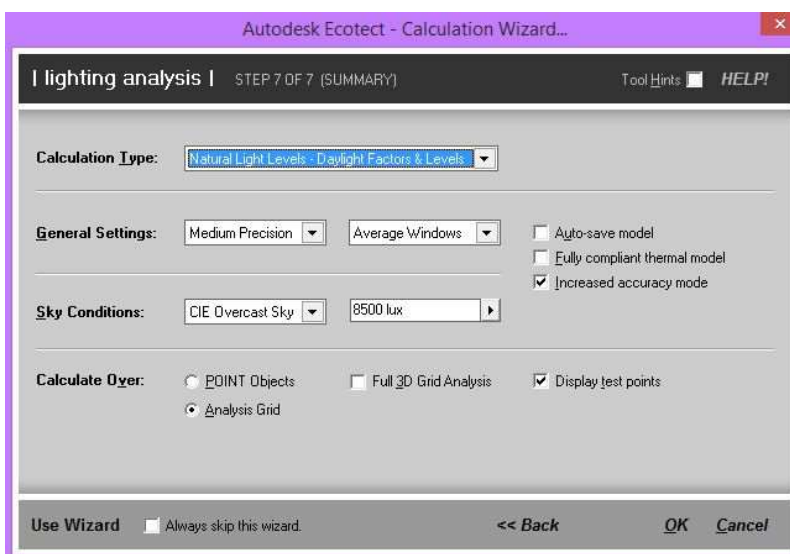 Autodesk Ecotect - Calculation Wizard...
| lighting analysis | STEP 7 OF 7 (SUMMARY) Tool Hints HELP!
Calculation Type: Natural Light Levels - Daylight Factors & Levels
General Settings: Medium Precision Average Windows Auto-save model
Fully compliant thermal model
Increased accuracy mode
Sky Conditions: CIE Overcast Sky 8500 lux
Calculate Over: POINT Objects Full 3D Grid Analysis Display test points
Analysis Grid
Use Wizard Always skip this wizard. << Back OK Cancel